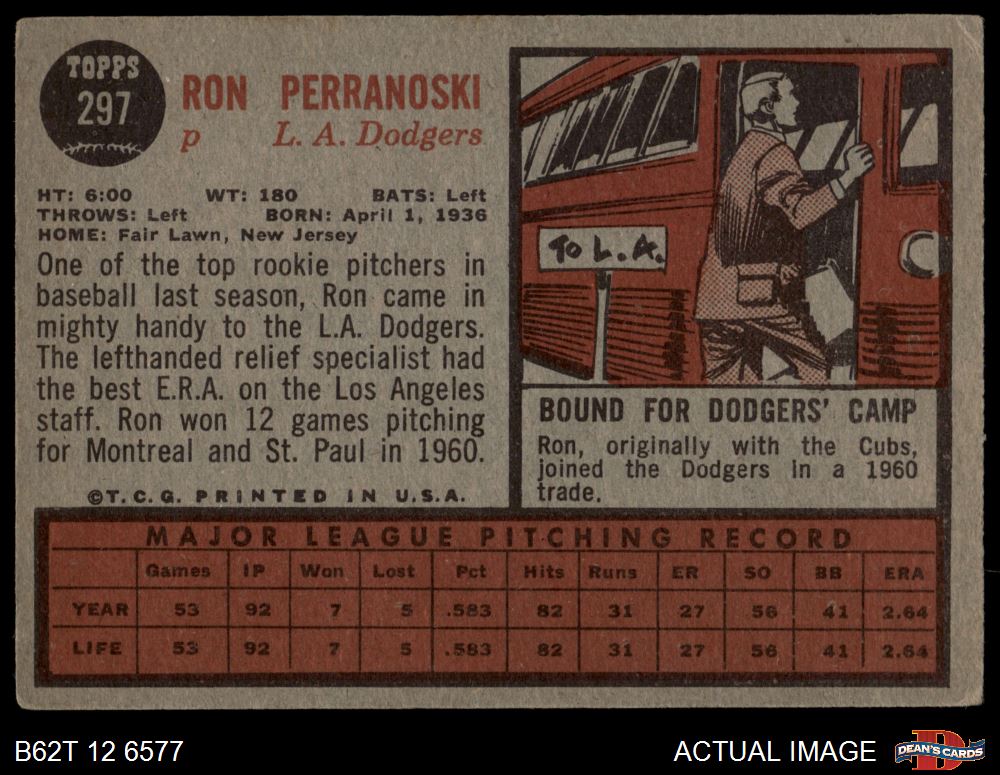 TOPPS
297
RON PERRANOSKI
p L. A. Dodgers
HT: 6:00 WT: 180 BATS: Left
THROWS: Left BORN: April 1, 1936
HOME: Fair Lawn, New Jersey
One of the top rookie pitchers in
baseball last season, Ron came in
mighty handy to the L.A. Dodgers.
The lefthanded relief specialist had
the best E.R.A. on the Los Angeles
staff. Ron won 12 games pitching
for Montreal and St. Paul in 1960.
©T. C. G. PRINTED IN U.S.A.
TO L.A.
BOUND FOR DODGERS' CAMP
Ron, originally with the Cubs,
joined the Dodgers in a 1960
trade.
MAJOR LEAGUE PITCHING RECORD
Games IP Won Lost Pct Hits Runs ER SO BB ERA
YEAR 53 92 7 5 .583 82 31 27 56 41 2.64
LIFE 53 92 7 5 .583 82 31 27 56 41 2.64
B62T 12 6577 ACTUAL IMAGE DEAN'S CARDS